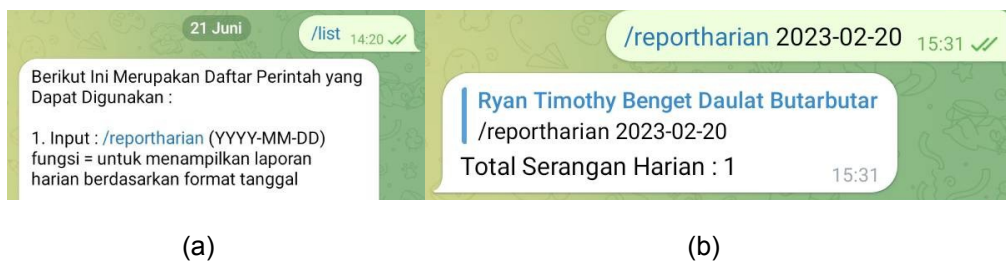 21 Juni
/list 14:20
Berikut Ini Merupakan Daftar Perintah yang
Dapat Digunakan :
1. Input : /reportharian (YYYY-MM-DD)
fungsi = untuk menampilkan laporan
harian berdasarkan format tanggal
(a)
/reportharian 2023-02-20 15:31
Ryan Timothy Benget Daulat Butarbutar
/reportharian 2023-02-20
Total Serangan Harian : 1
15:31
(b)